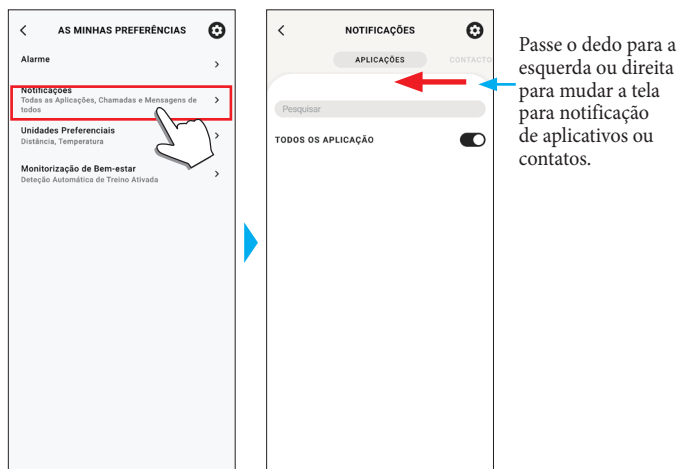 AS MINHAS PREFERÊNCIAS
Alarme
Notificações
Todas as Aplicações, Chamadas e Mensagens de
todos
Unidades Preferenciais
Distância, Temperatura
Monitorização de Bem-estar
Deteção Automática de Treino Ativada
NOTIFICAÇÕES
APLICAÇÕES
CONTACTO
Pesquisar
TODOS OS APLICAÇÃO
Passe o dedo para a
esquerda ou direita
para mudar a tela
para notificação
de aplicativos ou
contatos.